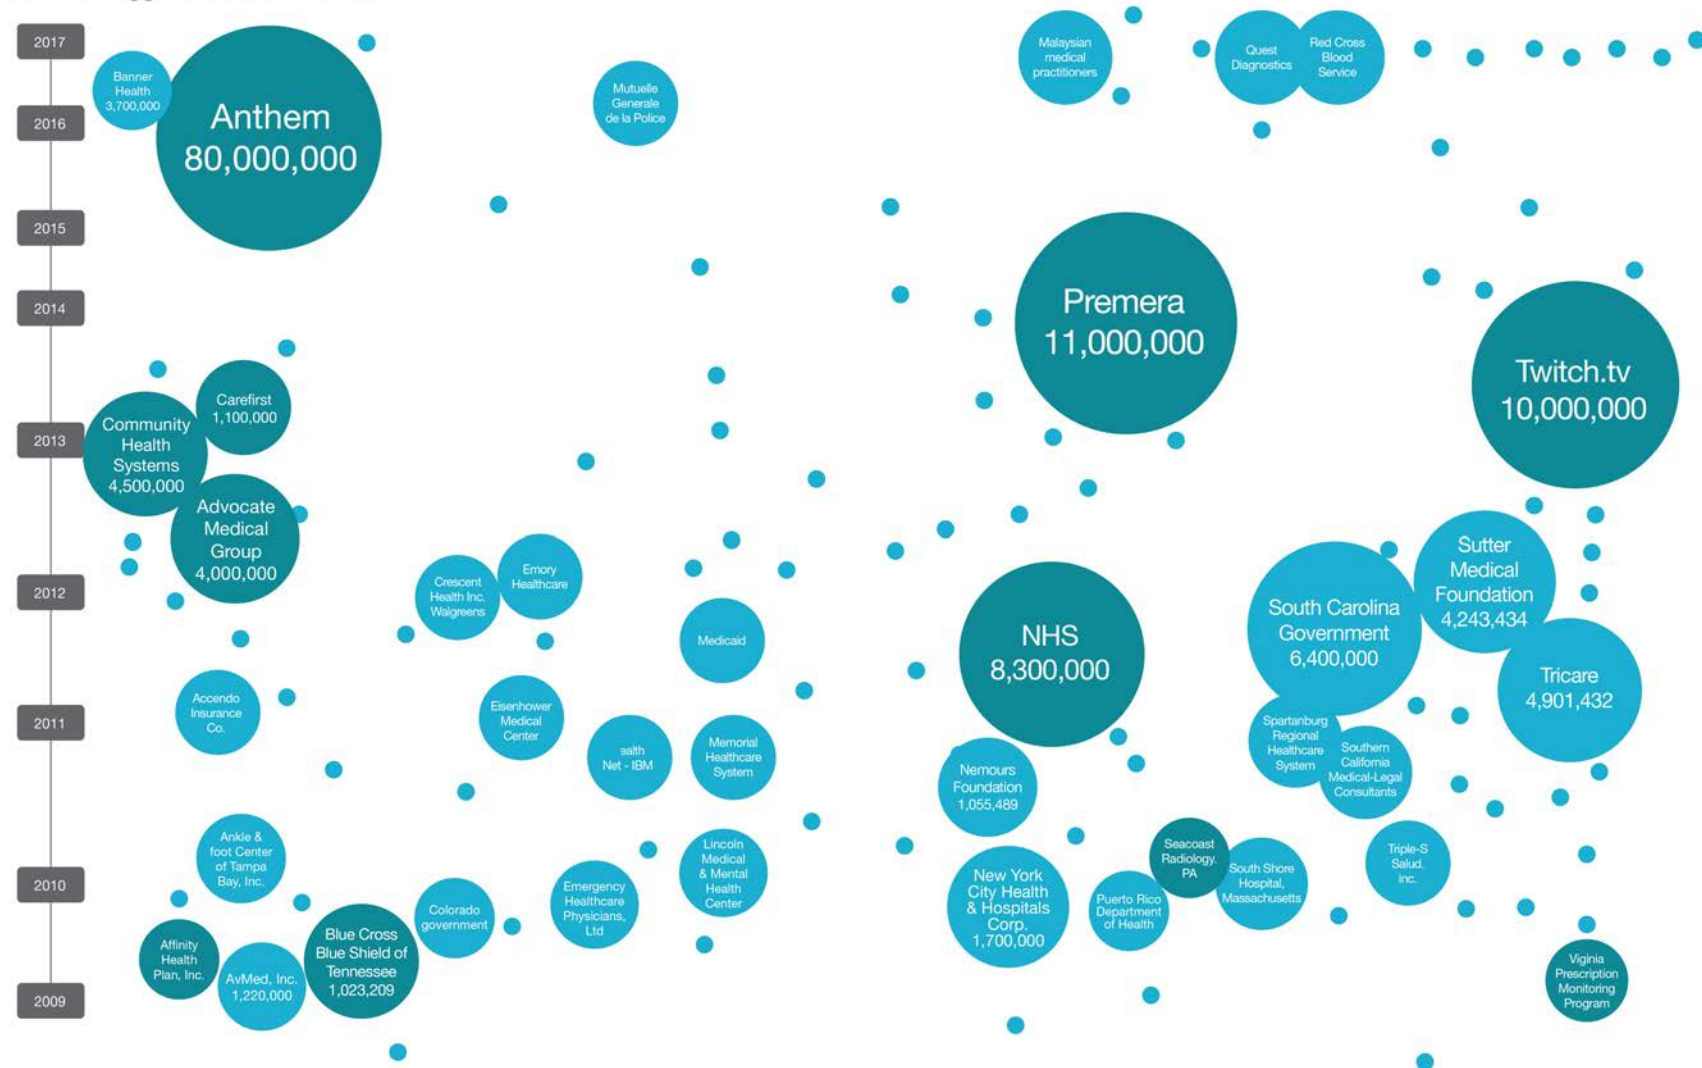 2017
Banner
Health
3,700,000
Anthem
80,000,000
Mutuelle
Generale
de la Police
Malaysian
medical
practitioners
Quest
Diagnostics
Red Cross
Blood
Service
2016
2015
2014
Premera
11,000,000
Twitch.tv
10,000,000
Carefirst
1,100,000
2013
Community
Health
Systems
4,500,000
Advocate
Medical
Group
4,000,000
2012
Crescent
Health Inc.
Walgreens
Emory
Healthcare
Medicaid
NHS
8,300,000
South Carolina
Government
6,400,000
Sutter
Medical
Foundation
4,243,434
Tricare
4,901,432
2011
Accendo
Insurance
Co.
Eisenhower
Medical
Center
ealth
Net - IBM
Memorial
Healthcare
System
Nemours
Foundation
1,055,489
Spartanburg
Regional
Healthcare
System
Southern
California
Medical-Legal
Consultants
2010
Ankle &
foot Center
of Tampa
Bay, Inc.
Colorado
government
Emergency
Healthcare
Physicians,
Ltd
Lincoln
Medical
& Mental
Health
Center
New York
City Health
& Hospitals
Corp.
1,700,000
Puerto Rico
Department
of Health
Seacoast
Radiology.
PA
South Shore
Hospital,
Massachusetts
Triple-S
Salud.
inc.
2009
Affinity
Health
Plan, Inc.
AvMed, Inc.
1,220,000
Blue Cross
Blue Shield of
Tennessee
1,023,209
Viginia
Prescription
Monitoring
Program